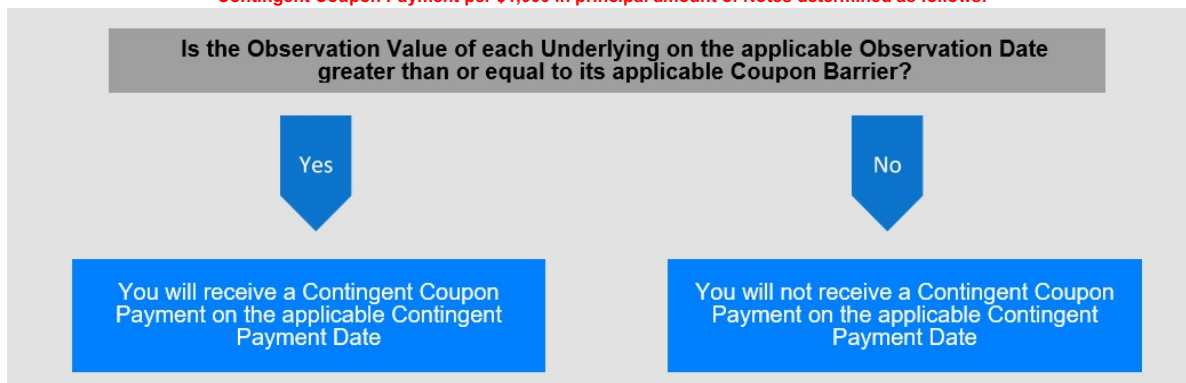 Contingent Coupon Payment per $1,000 in principal amount of Notes determined as follows:
Is the Observation Value of each Underlying on the applicable Observation Date
greater than or equal to its applicable Coupon Barrier?
Yes
No
You will receive a Contingent Coupon
Payment on the applicable Contingent
Payment Date
You will not receive a Contingent Coupon
Payment on the applicable Contingent
Payment Date